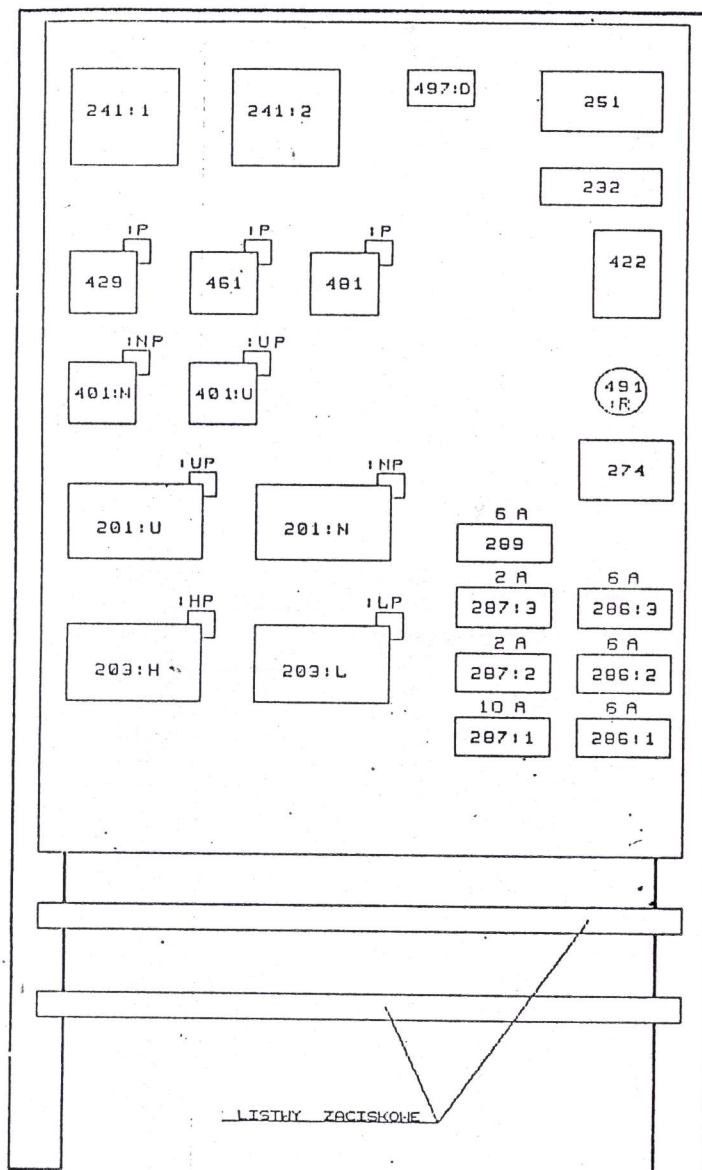 241:1
241:2
497:D
251
232
:P
:P
:P
429
461
481
422
:NP
:UP
401:N
401:U
491
:R
274
:UP
:NP
201:U
201:N
6 A
289
2 A
6 A
287:3
286:3
:HP
:LP
203:H
203:L
2 A
6 A
287:2
286:2
10 A
6 A
287:1
286:1
LISTWY ZACISKOWE